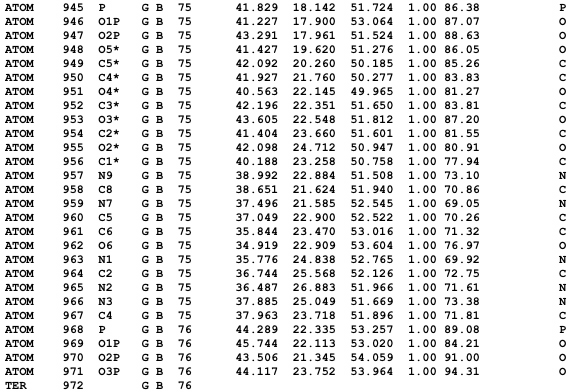 ATOM    945  P     G B  75      41.829  18.142  51.724  1.00 86.38           P
ATOM    946  O1P   G B  75      41.227  17.900  53.064  1.00 87.07           O
ATOM    947  O2P   G B  75      43.291  17.961  51.524  1.00 88.20           O
ATOM    948  O5*   G B  75      41.427  19.620  51.276  1.00 86.05           O
ATOM    949  C5*   G B  75      42.092  20.260  50.185  1.00 85.26           C
ATOM    950  C4*   G B  75      41.927  21.760  50.277  1.00 83.83           C
ATOM    951  O4*   G B  75      40.563  22.145  49.965  1.00 81.27           O
ATOM    952  C3*   G B  75      42.196  22.351  51.650  1.00 83.81           C
ATOM    953  O3*   G B  75      43.605  22.548  51.812  1.00 87.20           O
ATOM    954  C2*   G B  75      41.404  23.660  51.601  1.00 81.55           C
ATOM    955  O2*   G B  75      42.098  24.712  50.947  1.00 80.91           O
ATOM    956  C1*   G B  75      40.188  23.258  50.758  1.00 77.94           C
ATOM    957  N9    G B  75      38.992  22.884  51.508  1.00 73.10           N
ATOM    958  C8    G B  75      38.651  21.624  51.940  1.00 70.86           C
ATOM    959  N7    G B  75      37.496  21.585  52.545  1.00 69.05           N
ATOM    960  C5    G B  75      37.049  22.900  52.522  1.00 70.26           C
ATOM    961  C6    G B  75      35.844  23.470  53.016  1.00 71.32           C
ATOM    962  O6    G B  75      34.919  22.909  53.604  1.00 76.97           O
ATOM    963  N1    G B  75      35.776  24.838  52.765  1.00 69.92           N
ATOM    964  C2    G B  75      36.744  25.568  52.126  1.00 72.75           C
ATOM    965  N2    G B  75      36.487  26.883  51.966  1.00 71.61           N
ATOM    966  N3    G B  75      37.885  25.049  51.669  1.00 73.38           N
ATOM    967  C4    G B  75      37.963  23.718  51.896  1.00 71.81           C
ATOM    968  P     G B  76      44.289  22.335  53.257  1.00 89.08           P
ATOM    969  O1P   G B  76      45.744  22.113  53.020  1.00 84.21           O
ATOM    970  O2P   G B  76      43.506  21.345  54.059  1.00 91.00           O
ATOM    971  O3P   G B  76      44.117  23.752  53.964  1.00 94.31           O
TER     972        G B  76